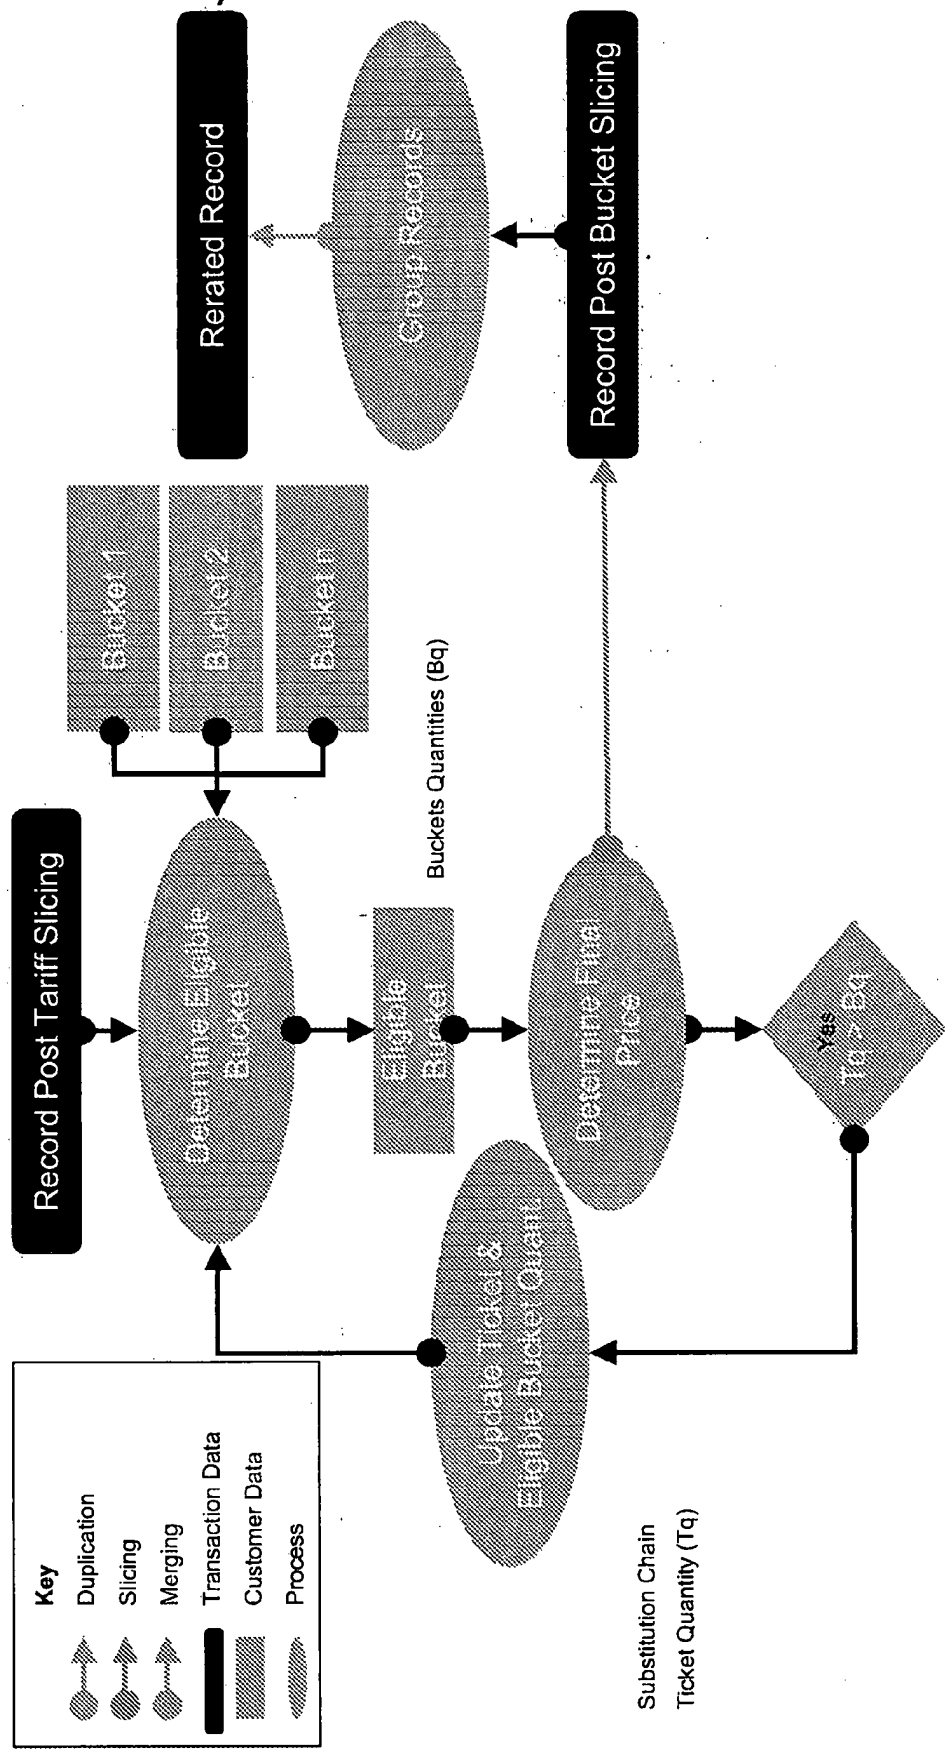 Key
Duplication
Slicing
Merging
Transaction Data
Customer Data
Process
Substitution Chain
Ticket Quantity (Tq)
Record Post Tariff Slicing
Determine Eligible
Bucket
Bucket 1
Bucket 2
Bucket n
Eligible
Bucket
Buckets Quantities (Bq)
Update Ticket &
Eligible Bucket Quant.
Determine Final
Price
Yes
Tq > Bq
Rerated Record
Group Records
Record Post Bucket Slicing